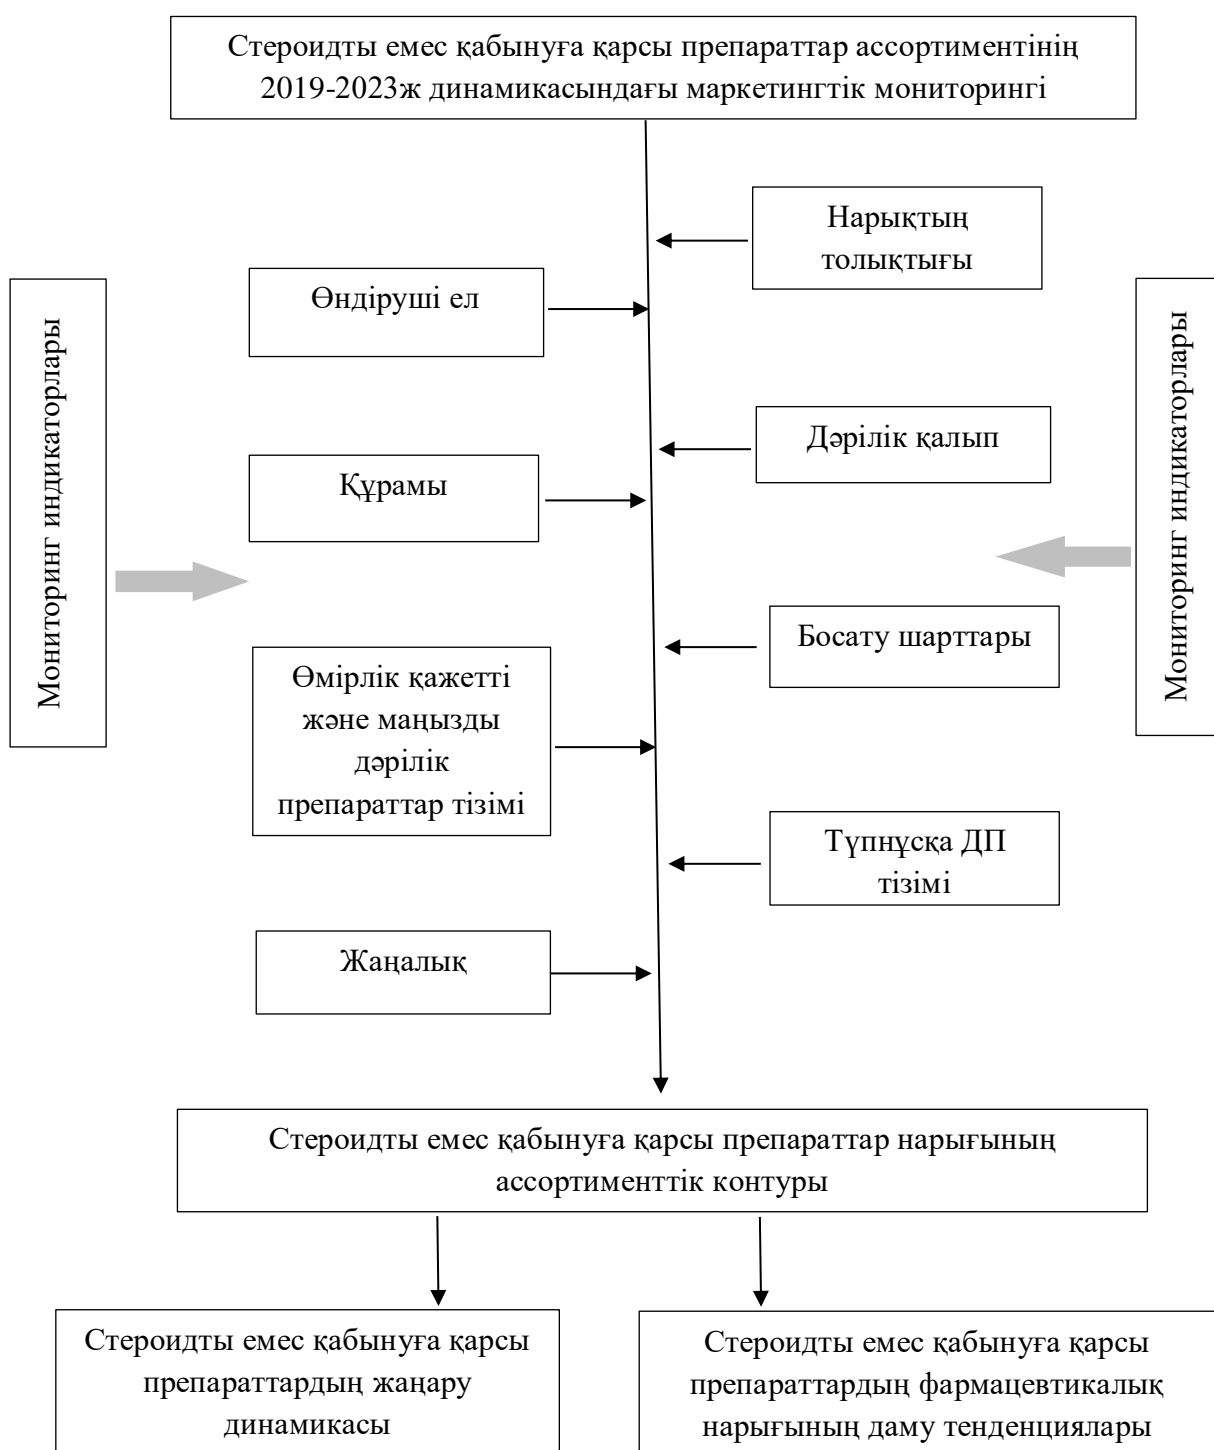 Стероидты емес қабынуға қарсы препараттар ассортиментінің
2019-2023ж динамикасындағы маркетингтік мониторингі
Нарықтың
толықтығы
Өндіруші ел
Мониторинг индикаторлары
Мониторинг индикаторлары
Дәрілік қалып
Құрамы
Босату шарттары
Өмірлік қажетті
және маңызды
дәрілік
препараттар тізімі
Түпнұсқа ДП
тізімі
Жаңалық
Стероидты емес қабынуға қарсы препараттар нарығының
ассортименттік контуры
Стероидты емес қабынуға қарсы
препараттардың жаңару
динамикасы
Стероидты емес қабынуға қарсы
препараттардың фармацевтикалық
нарығының даму тенденциялары